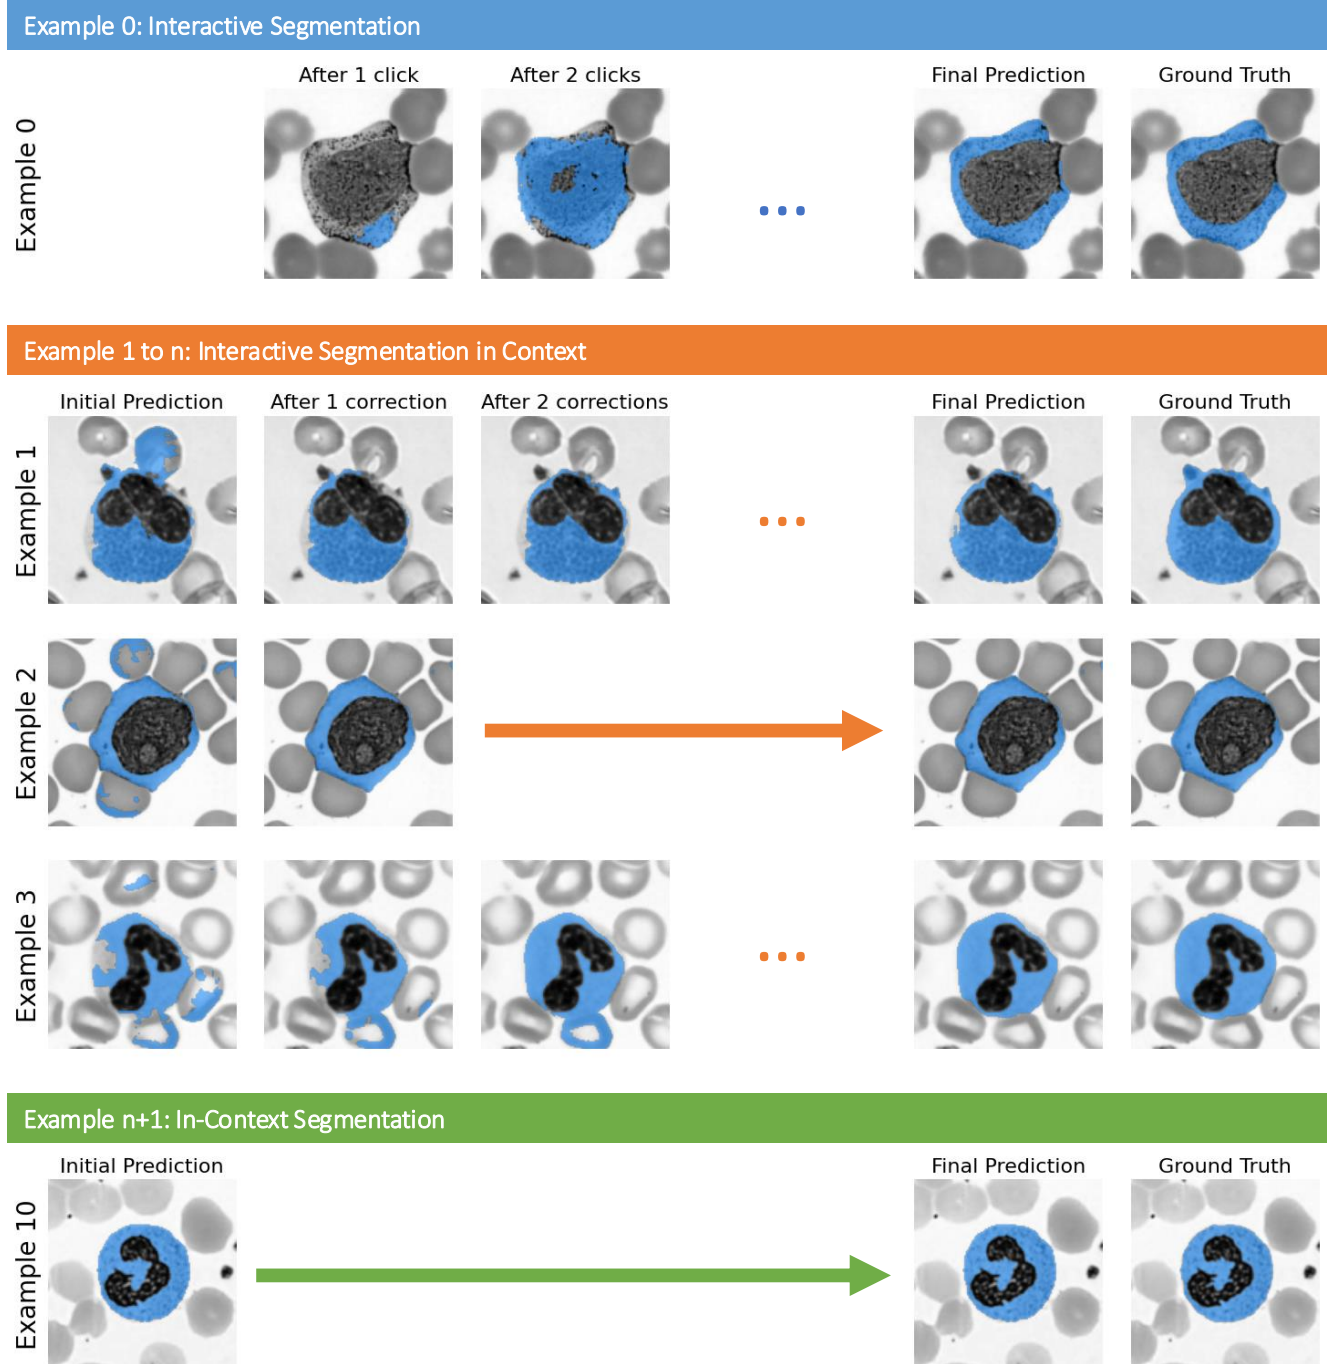 Example 0: Interactive Segmentation
After 1 click
After 2 clicks
Final Prediction
Ground Truth
Example 0
...
Example 1 to n: Interactive Segmentation in Context
Initial Prediction
After 1 correction
After 2 corrections
Final Prediction
Ground Truth
Example 1
...
Example 2
Example 3
...
Example n+1: In-Context Segmentation
Initial Prediction
Final Prediction
Ground Truth
Example 10